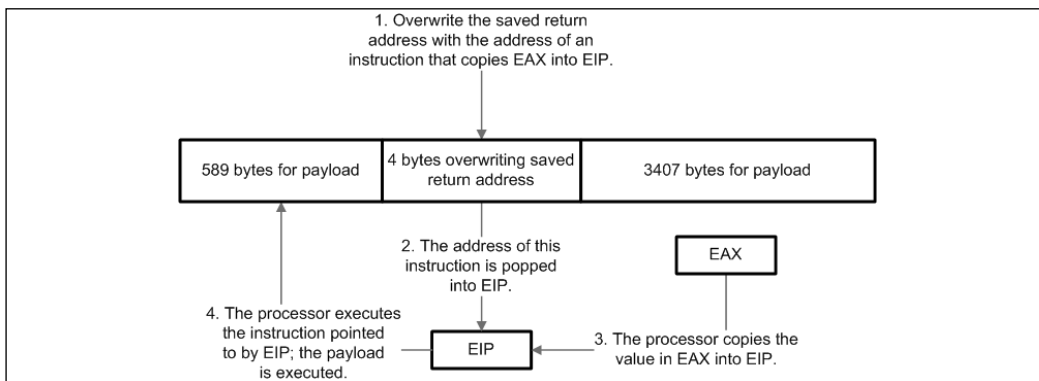 1. Overwrite the saved return
address with the address of an
instruction that copies EAX into EIP.
589 bytes for payload
4 bytes overwriting saved
return address
3407 bytes for payload
2. The address of this
instruction is popped
into EIP.
EAX
4. The processor executes
the instruction pointed
to by EIP; the payload
is executed.
EIP
3. The processor copies the
value in EAX into EIP.